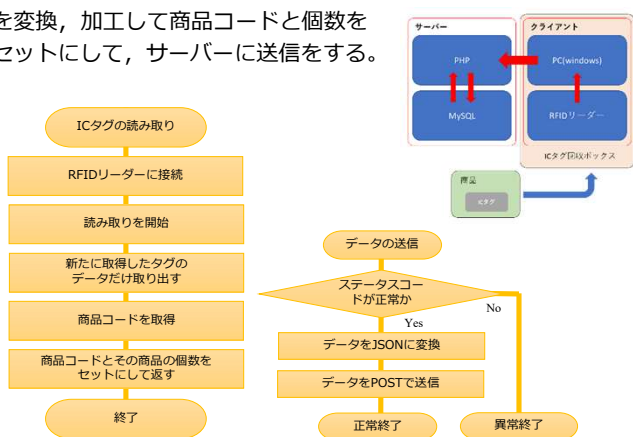 を変換，加工して商品コードと個数を
セットにして，サーバーに送信をする。
サーバー
PHP
MySQL
クライアント
PC(windows)
RFIDリーダー
ICタグ回収ボックス
商品
ICタグ
ICタグの読み取り
RFIDリーダーに接続
読み取りを開始
新たに取得したタグの
データだけ取り出す
商品コードを取得
商品コードとその商品の個数を
セットにして返す
終了
データの送信
ステータスコー
ドが正常か
No
Yes
データをJSONに変換
データをPOSTで送信
正常終了
異常終了